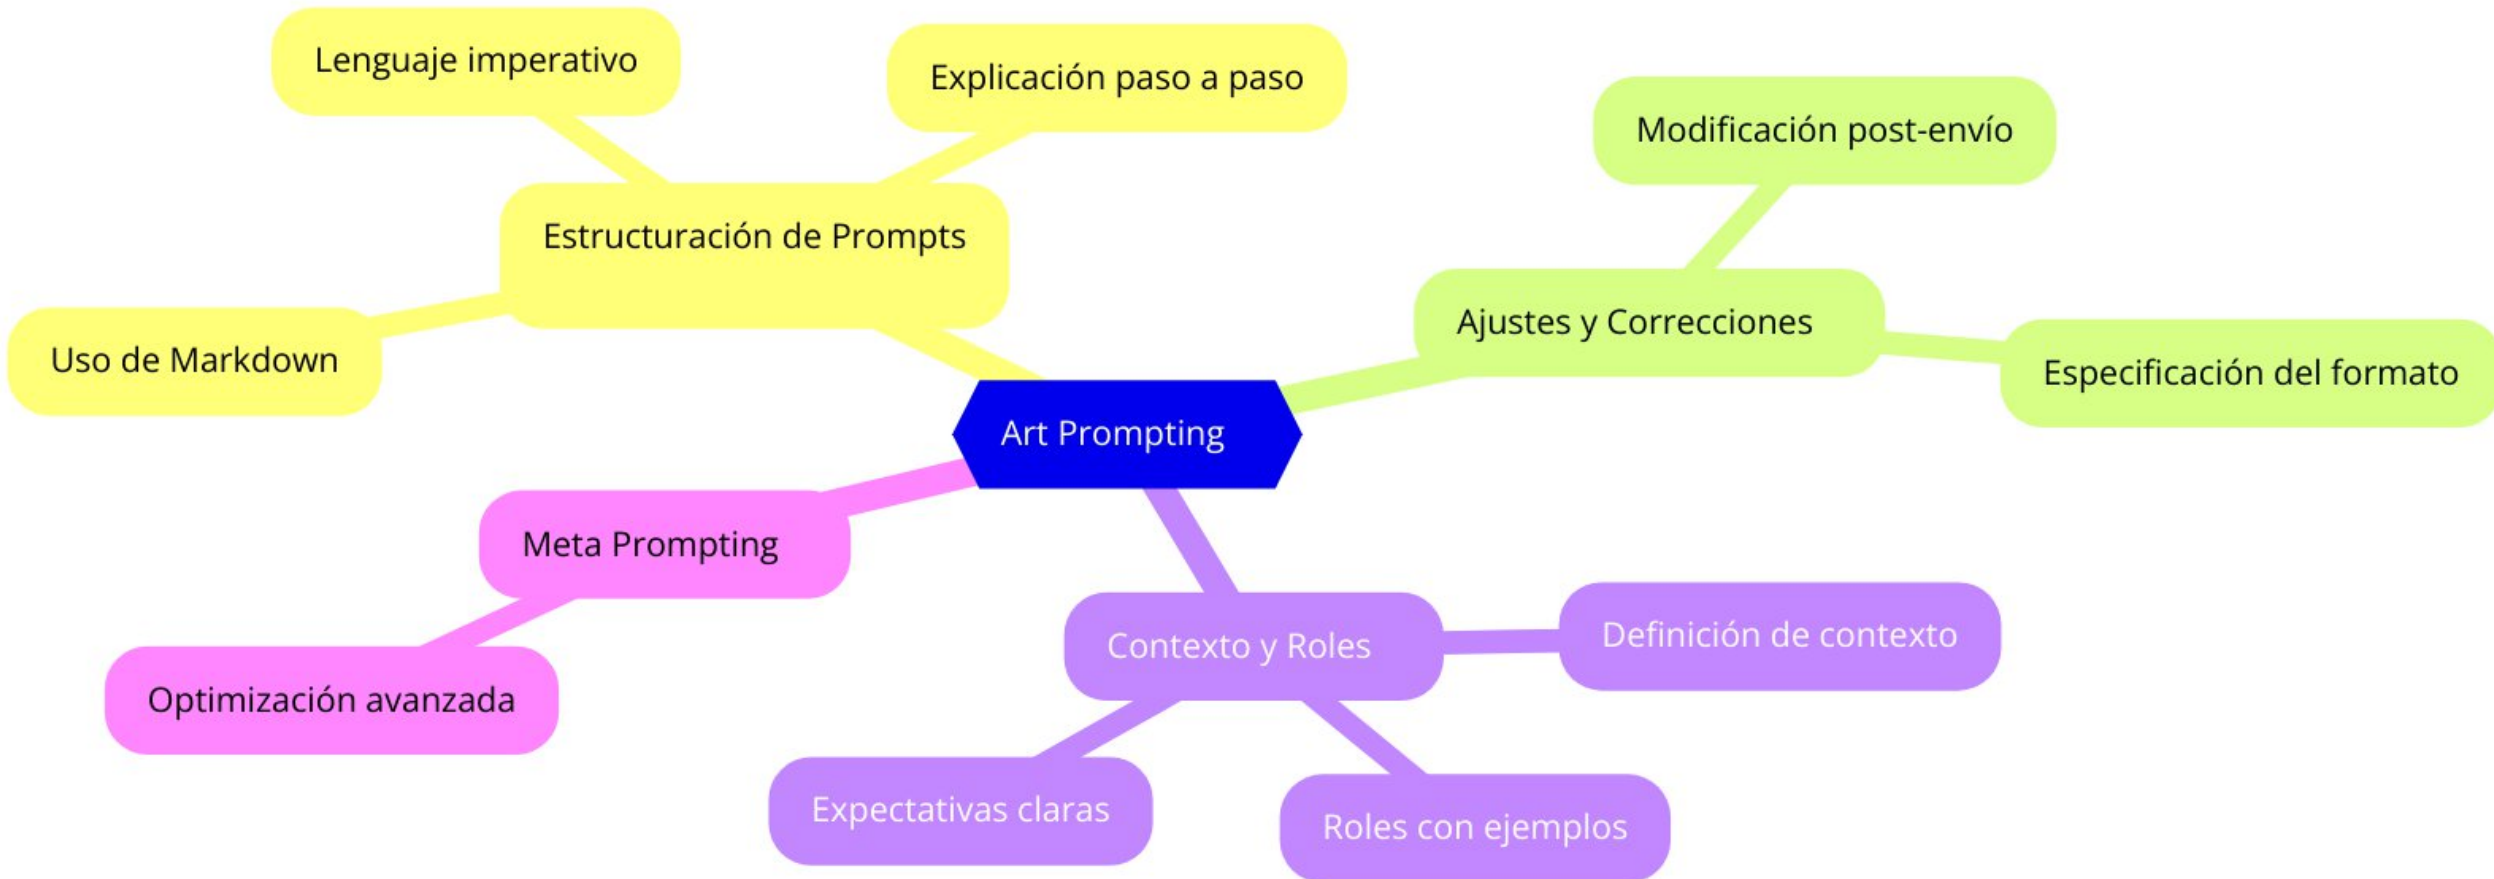 Lenguaje imperativo
Explicación paso a paso
Modificación post-envío
Estructuración de Prompts
Ajustes y Correcciones
Uso de Markdown
Especificación del formato
Art Prompting
Meta Prompting
Contexto y Roles
Definición de contexto
Optimización avanzada
Expectativas claras
Roles con ejemplos